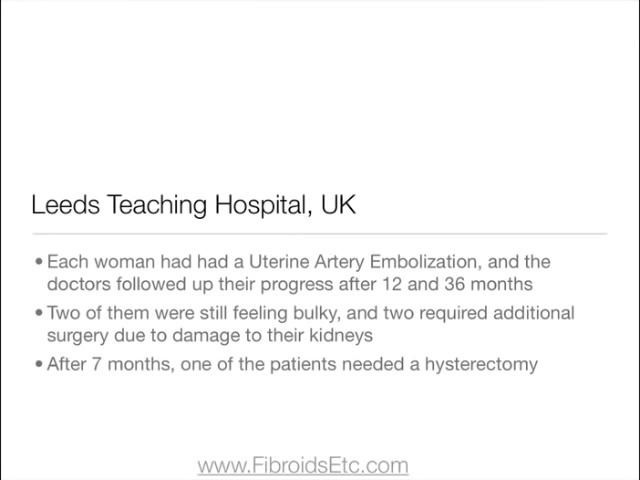 Leeds Teaching Hospital, UK
• Each woman had had a Uterine Artery Embolization, and the
doctors followed up their progress after 12 and 36 months
• Two of them were still feeling bulky, and two required additional
surgery due to damage to their kidneys
• After 7 months, one of the patients needed a hysterectomy
www.FibroidsEtc.com